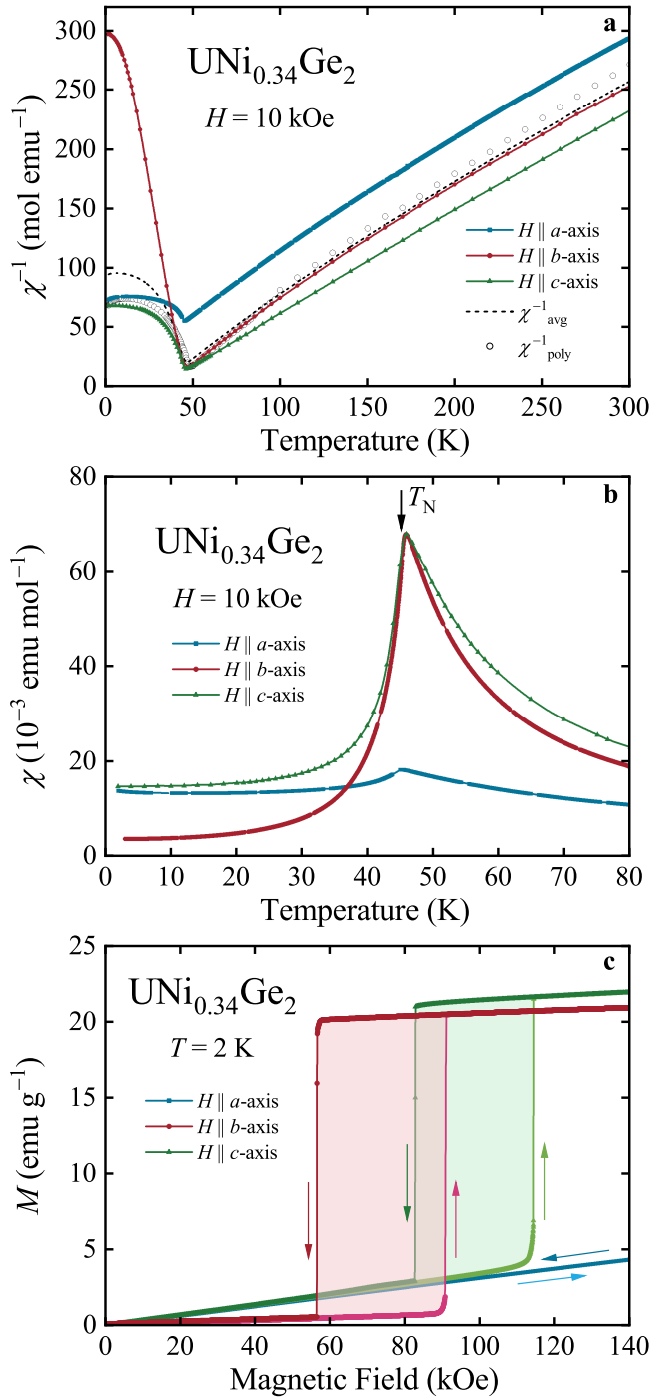 a
UNi0.34Ge2
H = 10 kOe
χ−1 (mol emu−1)
300
250
200
150
100
50
0
H || a-axis
H || b-axis
H || c-axis
χ−1avg
χ−1poly
0 50 100 150 200 250 300
Temperature (K)
b
TN
UNi0.34Ge2
H = 10 kOe
χ (10−3 emu mol−1)
80
60
40
20
0
H || a-axis
H || b-axis
H || c-axis
0 10 20 30 40 50 60 70 80
Temperature (K)
c
UNi0.34Ge2
T = 2 K
M (emu g−1)
25
20
15
10
5
0
H || a-axis
H || b-axis
H || c-axis
0 20 40 60 80 100 120 140
Magnetic Field (kOe)